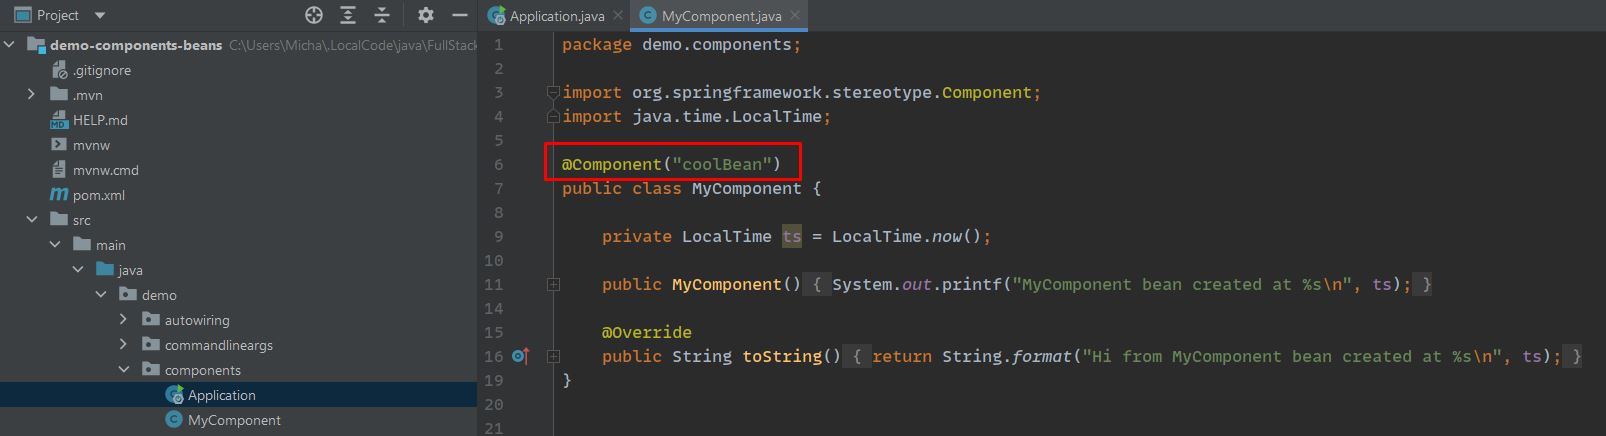 Project
demo-components-beans C:\Users\Micha\.LocalCode\java\FullStack
.gitignore
.mvn
HELP.md
MD
mvnw
mvnw.cmd
pom.xml
src
main
java
demo
autowiring
commandlineargs
components
Application
MyComponent
Application.java
MyComponent.java
1 package demo.components;
2
3 import org.springframework.stereotype.Component;
4 import java.time.LocalTime;
5
6 @Component("coolBean")
7 public class MyComponent {
8
9 private LocalTime ts = LocalTime.now();
10
11 public MyComponent() { System.out.printf("MyComponent bean created at %s\n", ts); }
14
15 @Override
16 public String toString() { return String.format("Hi from MyComponent bean created at %s\n", ts); }
19 }
20
21